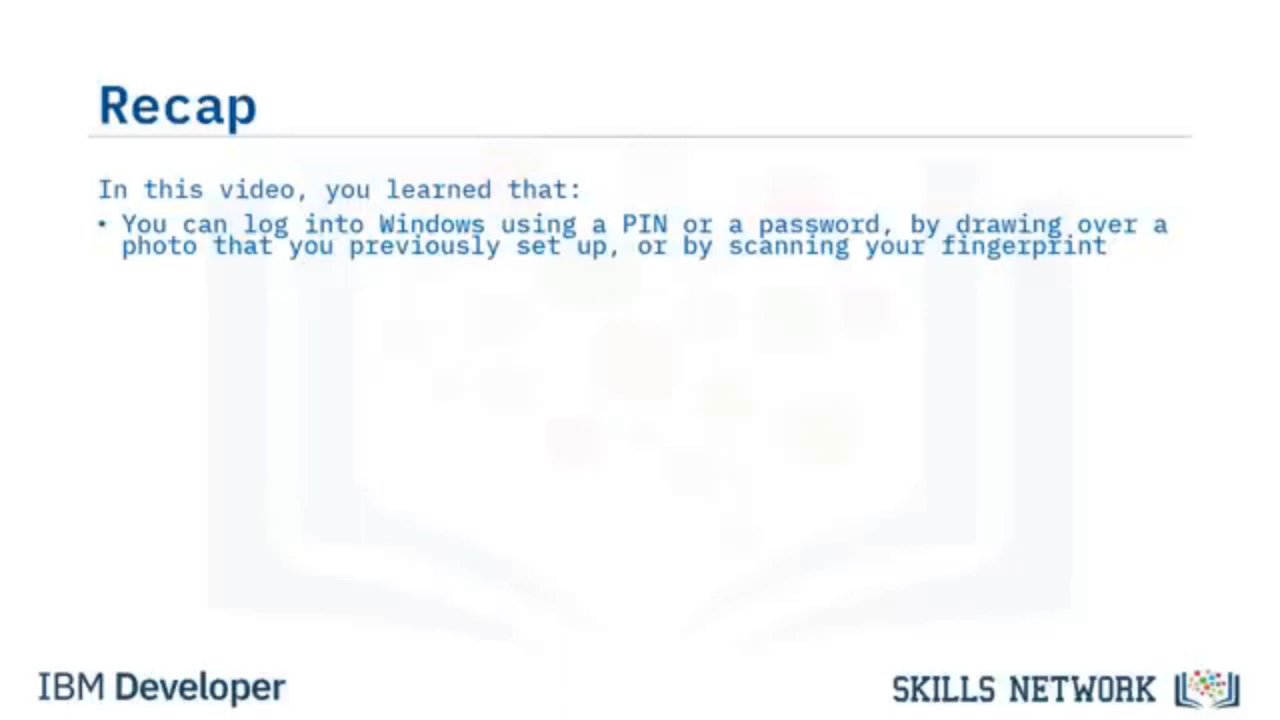 Recap
In this video, you learned that:
• You can log into Windows using a PIN or a password, by drawing over a
photo that you previously set up, or by scanning your fingerprint
IBM Developer
SKILLS NETWORK